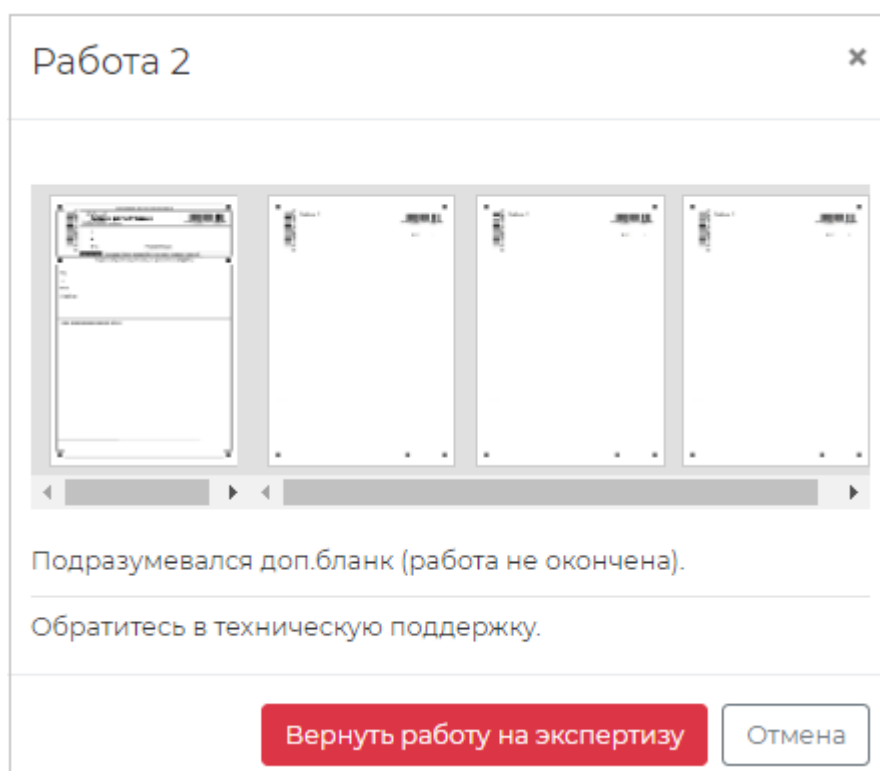 Работа 2
×
Подразумевался доп.бланк (работа не окончена).
Обратитесь в техническую поддержку.
Вернуть работу на экспертизу
Отмена